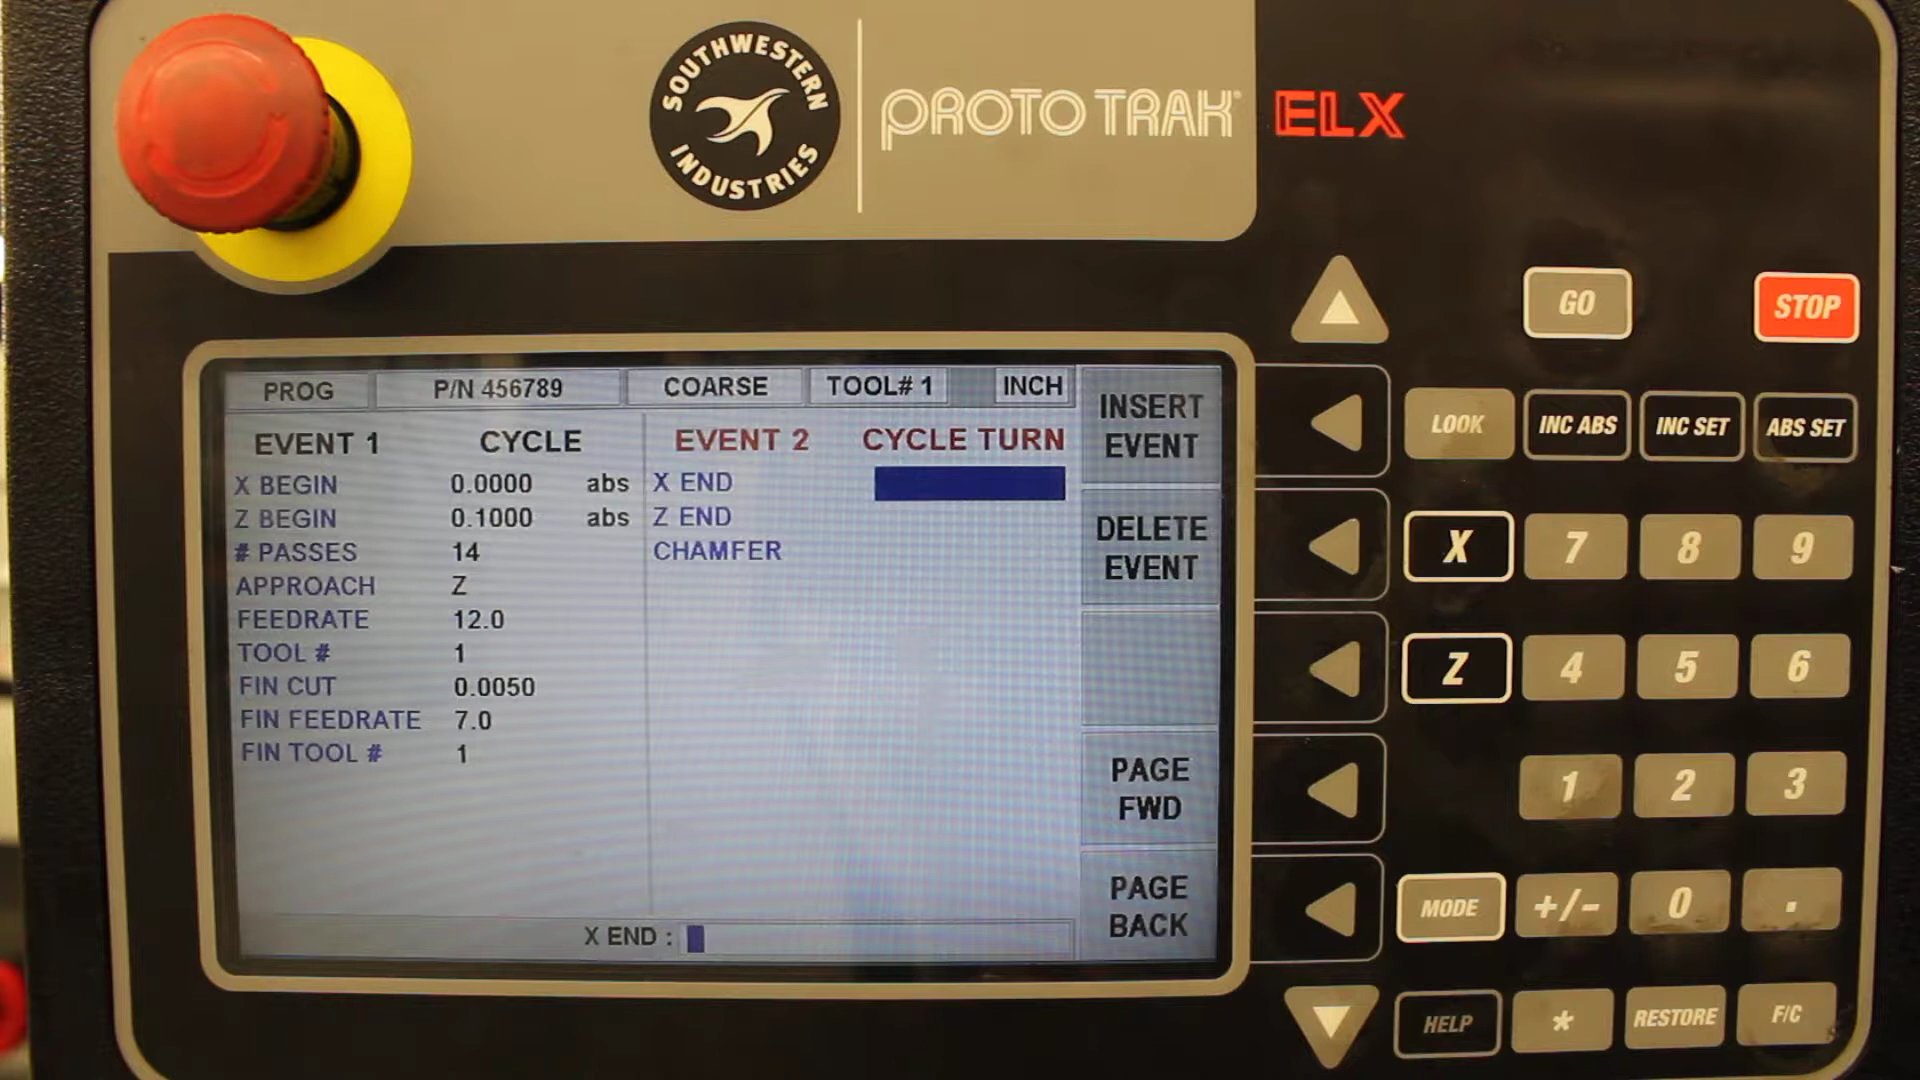 SOUTHWESTERN INDUSTRIES
PROTO TRAK ELX
GO STOP
LOOK INC ABS INC SET ABS SET
X 7 8 9
Z 4 5 6
1 2 3
MODE +/- 0 .
HELP * RESTORE F/C
PROG P/N 456789 COARSE TOOL# 1 INCH
EVENT 1 CYCLE
X BEGIN 0.0000 abs
Z BEGIN 0.1000 abs
# PASSES 14
APPROACH Z
FEEDRATE 12.0
TOOL # 1
FIN CUT 0.0050
FIN FEEDRATE 7.0
FIN TOOL # 1
EVENT 2 CYCLE TURN
X END
Z END
CHAMFER
X END :
INSERT
EVENT
DELETE
EVENT
PAGE
FWD
PAGE
BACK